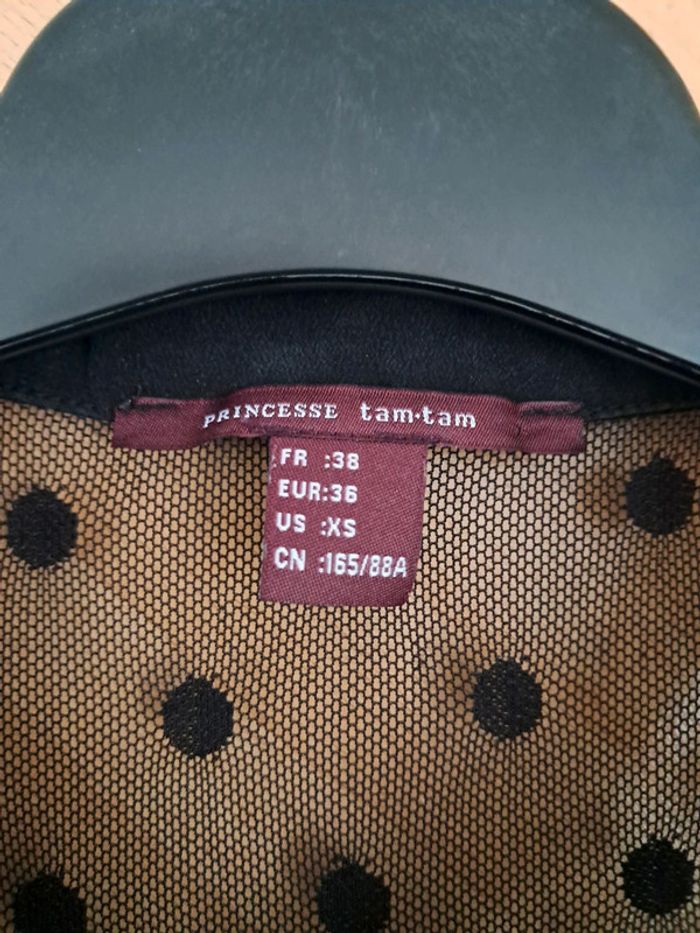 PRINCESSE tam·tam
FR :38
EUR:36
US :XS
CN :165/88A